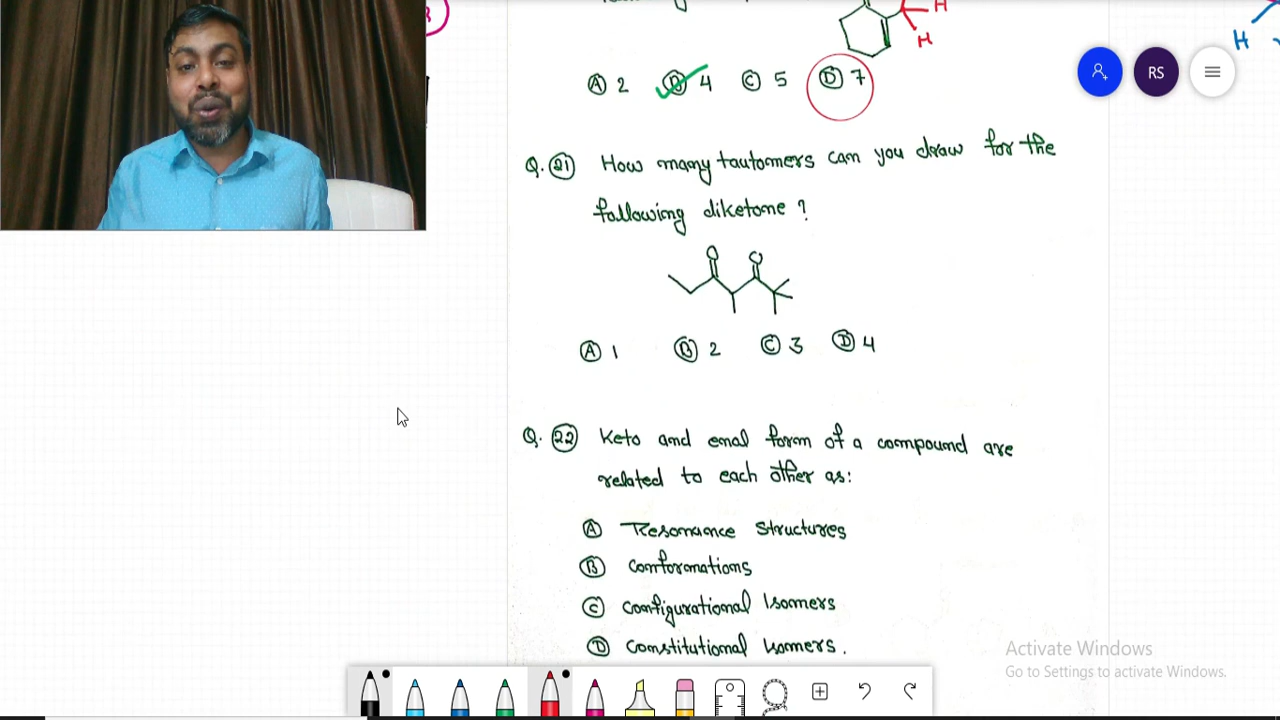 H
H
H
Ⓐ 2 Ⓑ 4 Ⓒ 5 Ⓓ 7
RS
Q. ㉑ How many tautomers can you draw for the
following diketone ?
O O
Ⓐ 1 Ⓑ 2 Ⓒ 3 Ⓓ 4
Q. ㉒ Keto and enal form of a compound are
related to each other as:
Ⓐ Resonance Structures
Ⓑ Conformations
Ⓒ Configurational Isomers
Ⓓ Constitutional Isomers.
Activate Windows
Go to Settings to activate Windows.